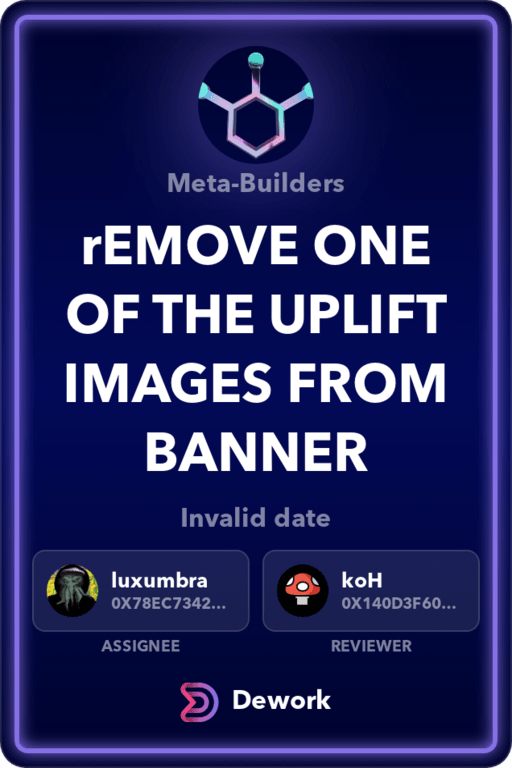 Meta-Builders
rEMOVE ONE
OF THE UPLIFT
IMAGES FROM
BANNER
Invalid date
luxumbra
0X78EC7342...
koH
0X140D3F60...
ASSIGNEE
REVIEWER
Dework